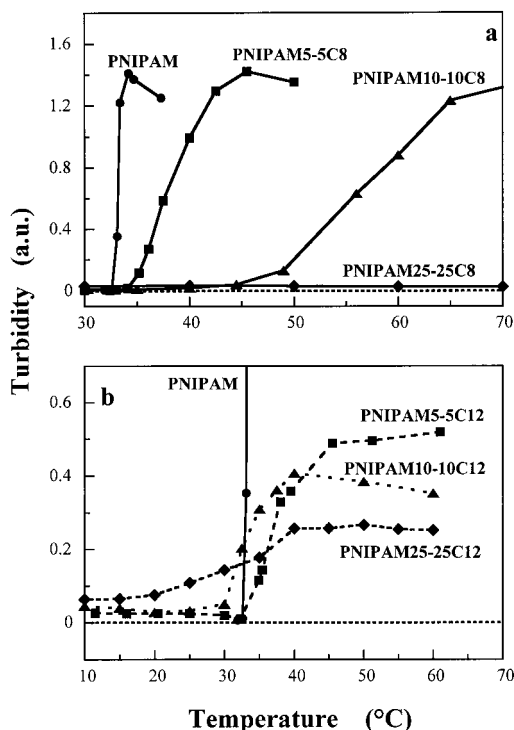 a
PNIPAM
PNIPAM5-5C8
PNIPAM10-10C8
PNIPAM25-25C8
1.6
1.2
0.8
0.4
0
30 40 50 60 70
Turbidity (a.u.)
b
PNIPAM
PNIPAM5-5C12
PNIPAM10-10C12
PNIPAM25-25C12
0.6
0.4
0.2
0
10 20 30 40 50 60 70
Temperature (°C)